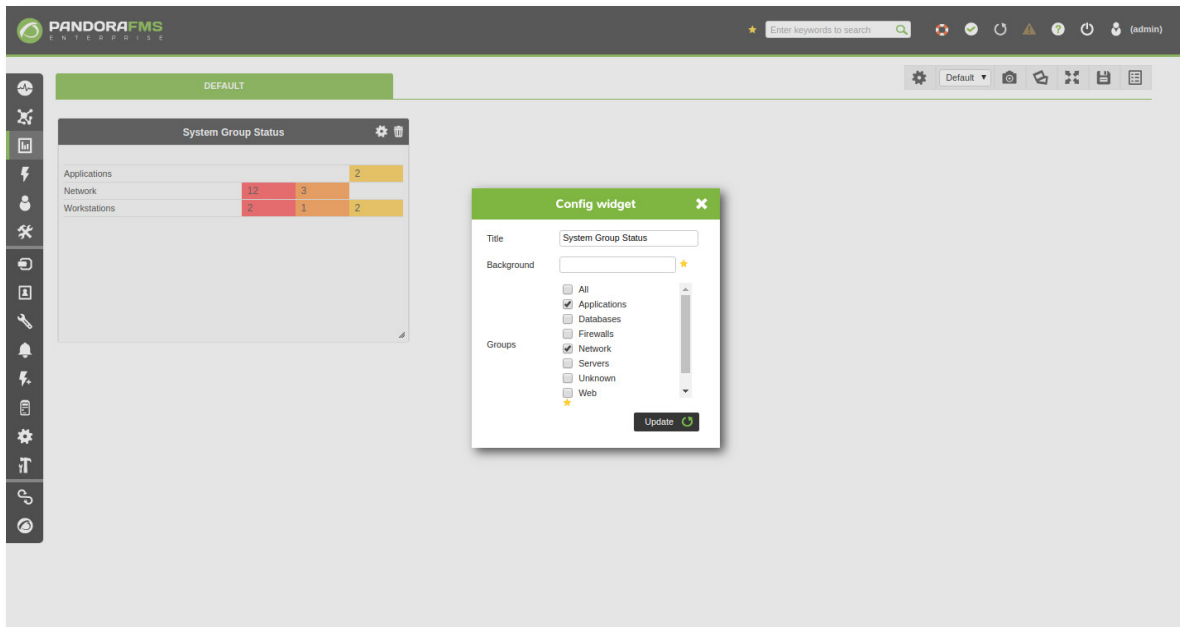 PANDORAFMS
ENTERPRISE
Enter keywords to search
(admin)
DEFAULT
Default
System Group Status
Applications 2
Network 12 3
Workstations 2 1 2
Config widget
Title System Group Status
Background
Groups
All
Applications
Databases
Firewalls
Network
Servers
Unknown
Web
Update